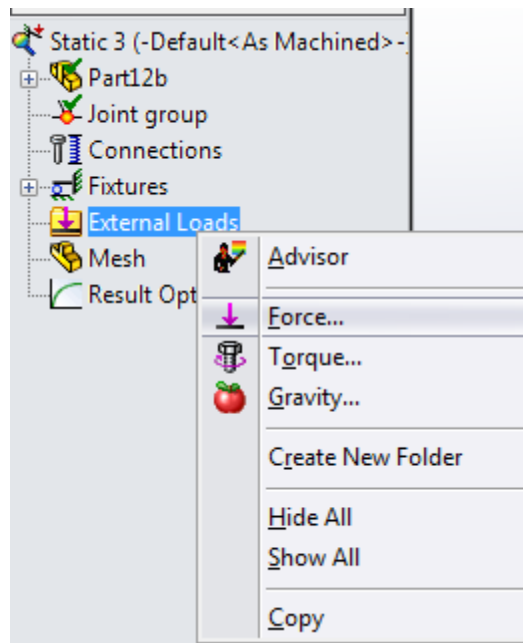 Static 3 (-Default<As Machined>-
Part12b
Joint group
Connections
Fixtures
External Loads
Mesh
Result Opt
Advisor
Force...
Torque...
Gravity...
Create New Folder
Hide All
Show All
Copy